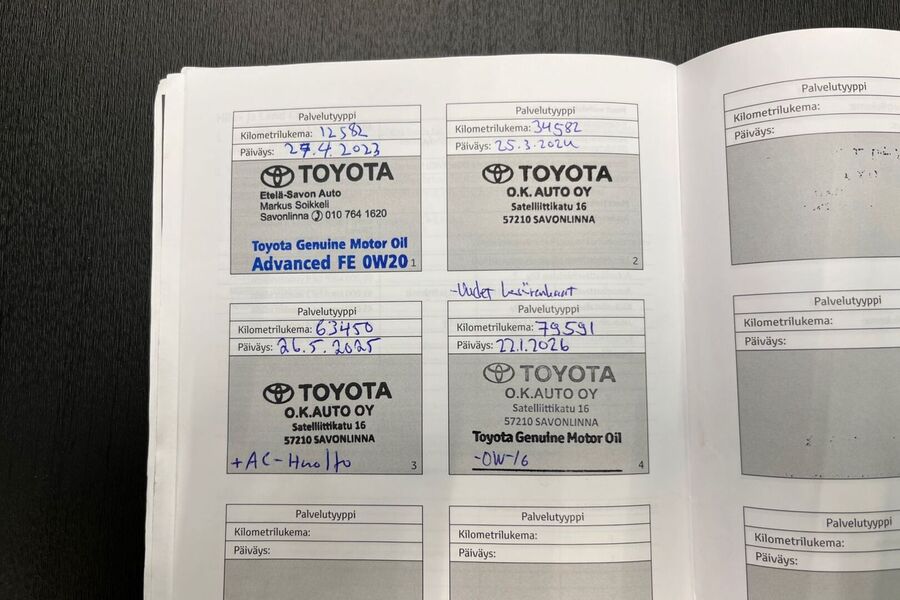 Palvelutyyppi
Kilometrilukema: 12582
Päiväys: 27.4.2023
TOYOTA
Etelä-Savon Auto
Markus Soikkeli
Savonlinna 010 764 1620
Toyota Genuine Motor Oil
Advanced FE 0W20
1
Palvelutyyppi
Kilometrilukema: 34582
Päiväys: 25.3.2024
TOYOTA
O.K. AUTO OY
Satelliittikatu 16
57210 SAVONLINNA
2
Palvelutyyppi
Kilometrilukema: 63450
Päiväys: 26.5.2025
TOYOTA
O.K.AUTO OY
Satelliittikatu 16
57210 SAVONLINNA
+AC-Huolto
3
-Uudet
Palvelutyyppi
Kilometrilukema: 79591
Päiväys: 22.1.2026
TOYOTA
O.K.AUTO OY
Satelliittikatu 16
57210 SAVONLINNA
Toyota Genuine Motor Oil
-0W-16
4
Palvelutyyppi
Kilometrilukema:
Päiväys:
Palvelutyyppi
Kilometrilukema:
Päiväys:
Palvelutyyppi
Kilometrilukema:
Päiväys:
Palvelutyyppi
Kilometrilukema:
Päiväys:
Palvelutyyppi
Kilometrilukema:
Päiväys: